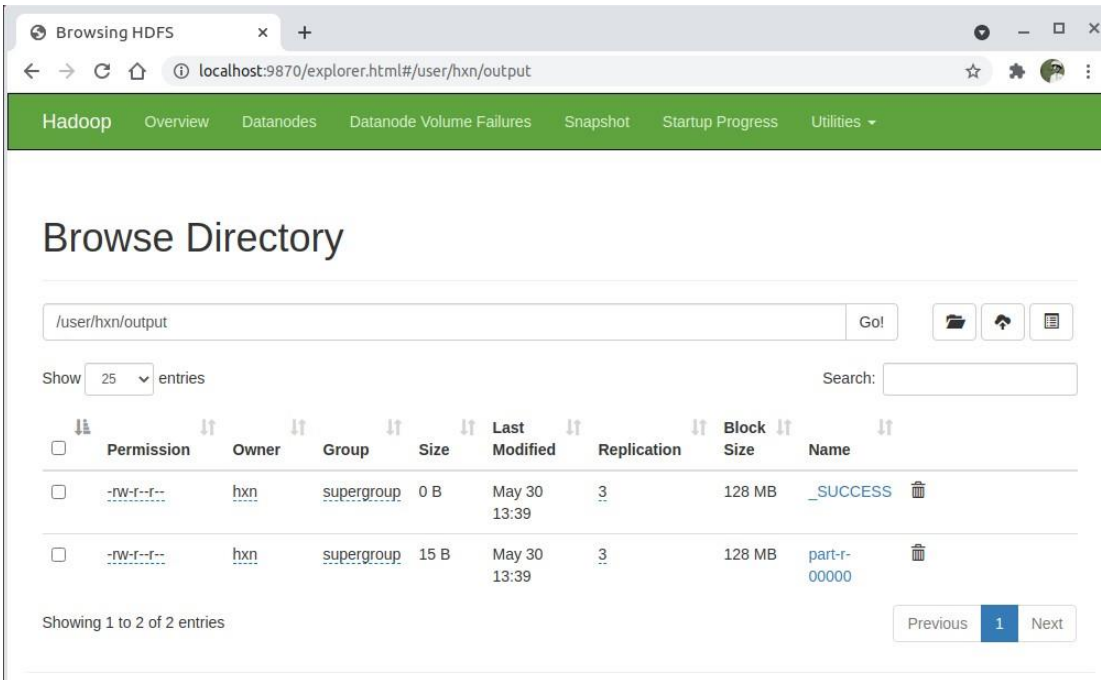 Browsing HDFS
localhost:9870/explorer.html#/user/hxn/output
Hadoop Overview Datanodes Datanode Volume Failures Snapshot Startup Progress Utilities
Browse Directory
/user/hxn/output Go!
Show 25 entries Search:
Permission Owner Group Size Last Modified Replication Block Size Name
-rw-r--r-- hxn supergroup 0 B May 30 13:39 3 128 MB _SUCCESS
-rw-r--r-- hxn supergroup 15 B May 30 13:39 3 128 MB part-r-00000
Showing 1 to 2 of 2 entries Previous 1 Next